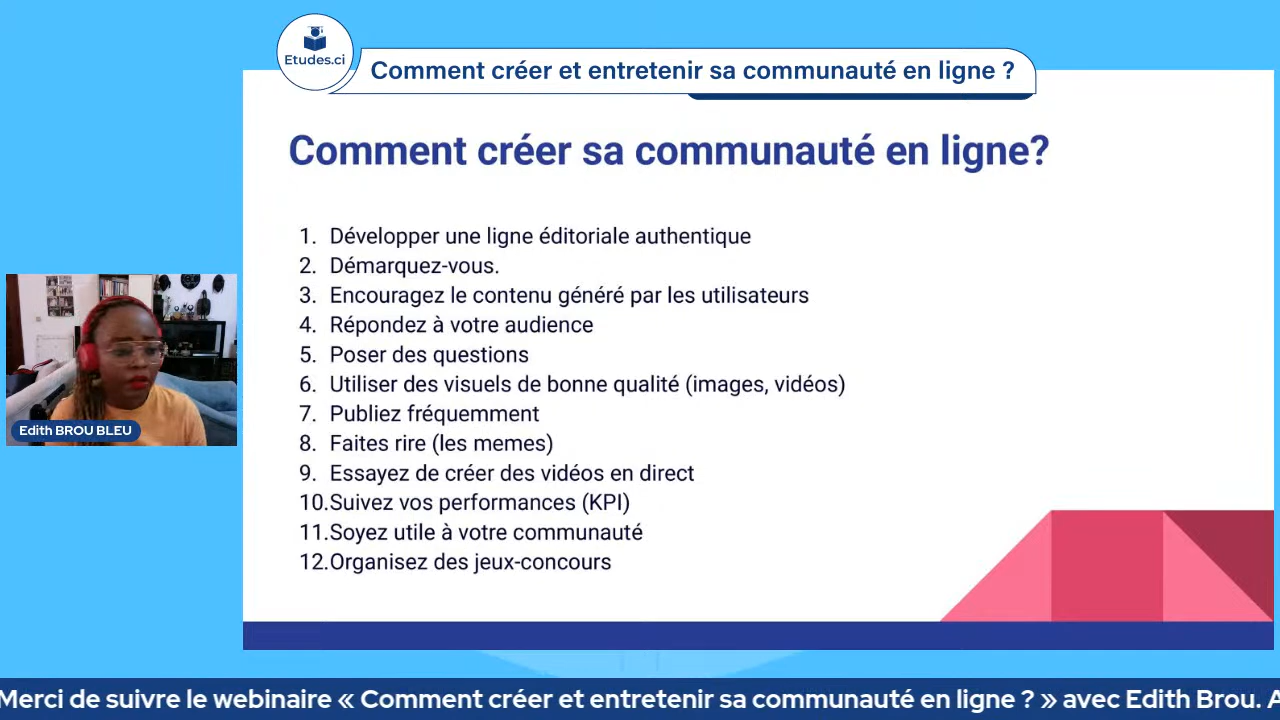 Etudes.ci
Comment créer et entretenir sa communauté en ligne ?
Comment créer sa communauté en ligne?
1. Développer une ligne éditoriale authentique
2. Démarquez-vous.
3. Encouragez le contenu généré par les utilisateurs
4. Répondez à votre audience
5. Poser des questions
6. Utiliser des visuels de bonne qualité (images, vidéos)
7. Publiez fréquemment
8. Faites rire (les memes)
9. Essayez de créer des vidéos en direct
10.Suivez vos performances (KPI)
11.Soyez utile à votre communauté
12.Organisez des jeux-concours
Edith BROU BLEU
Merci de suivre le webinaire « Comment créer et entretenir sa communauté en ligne ? » avec Edith Brou. A